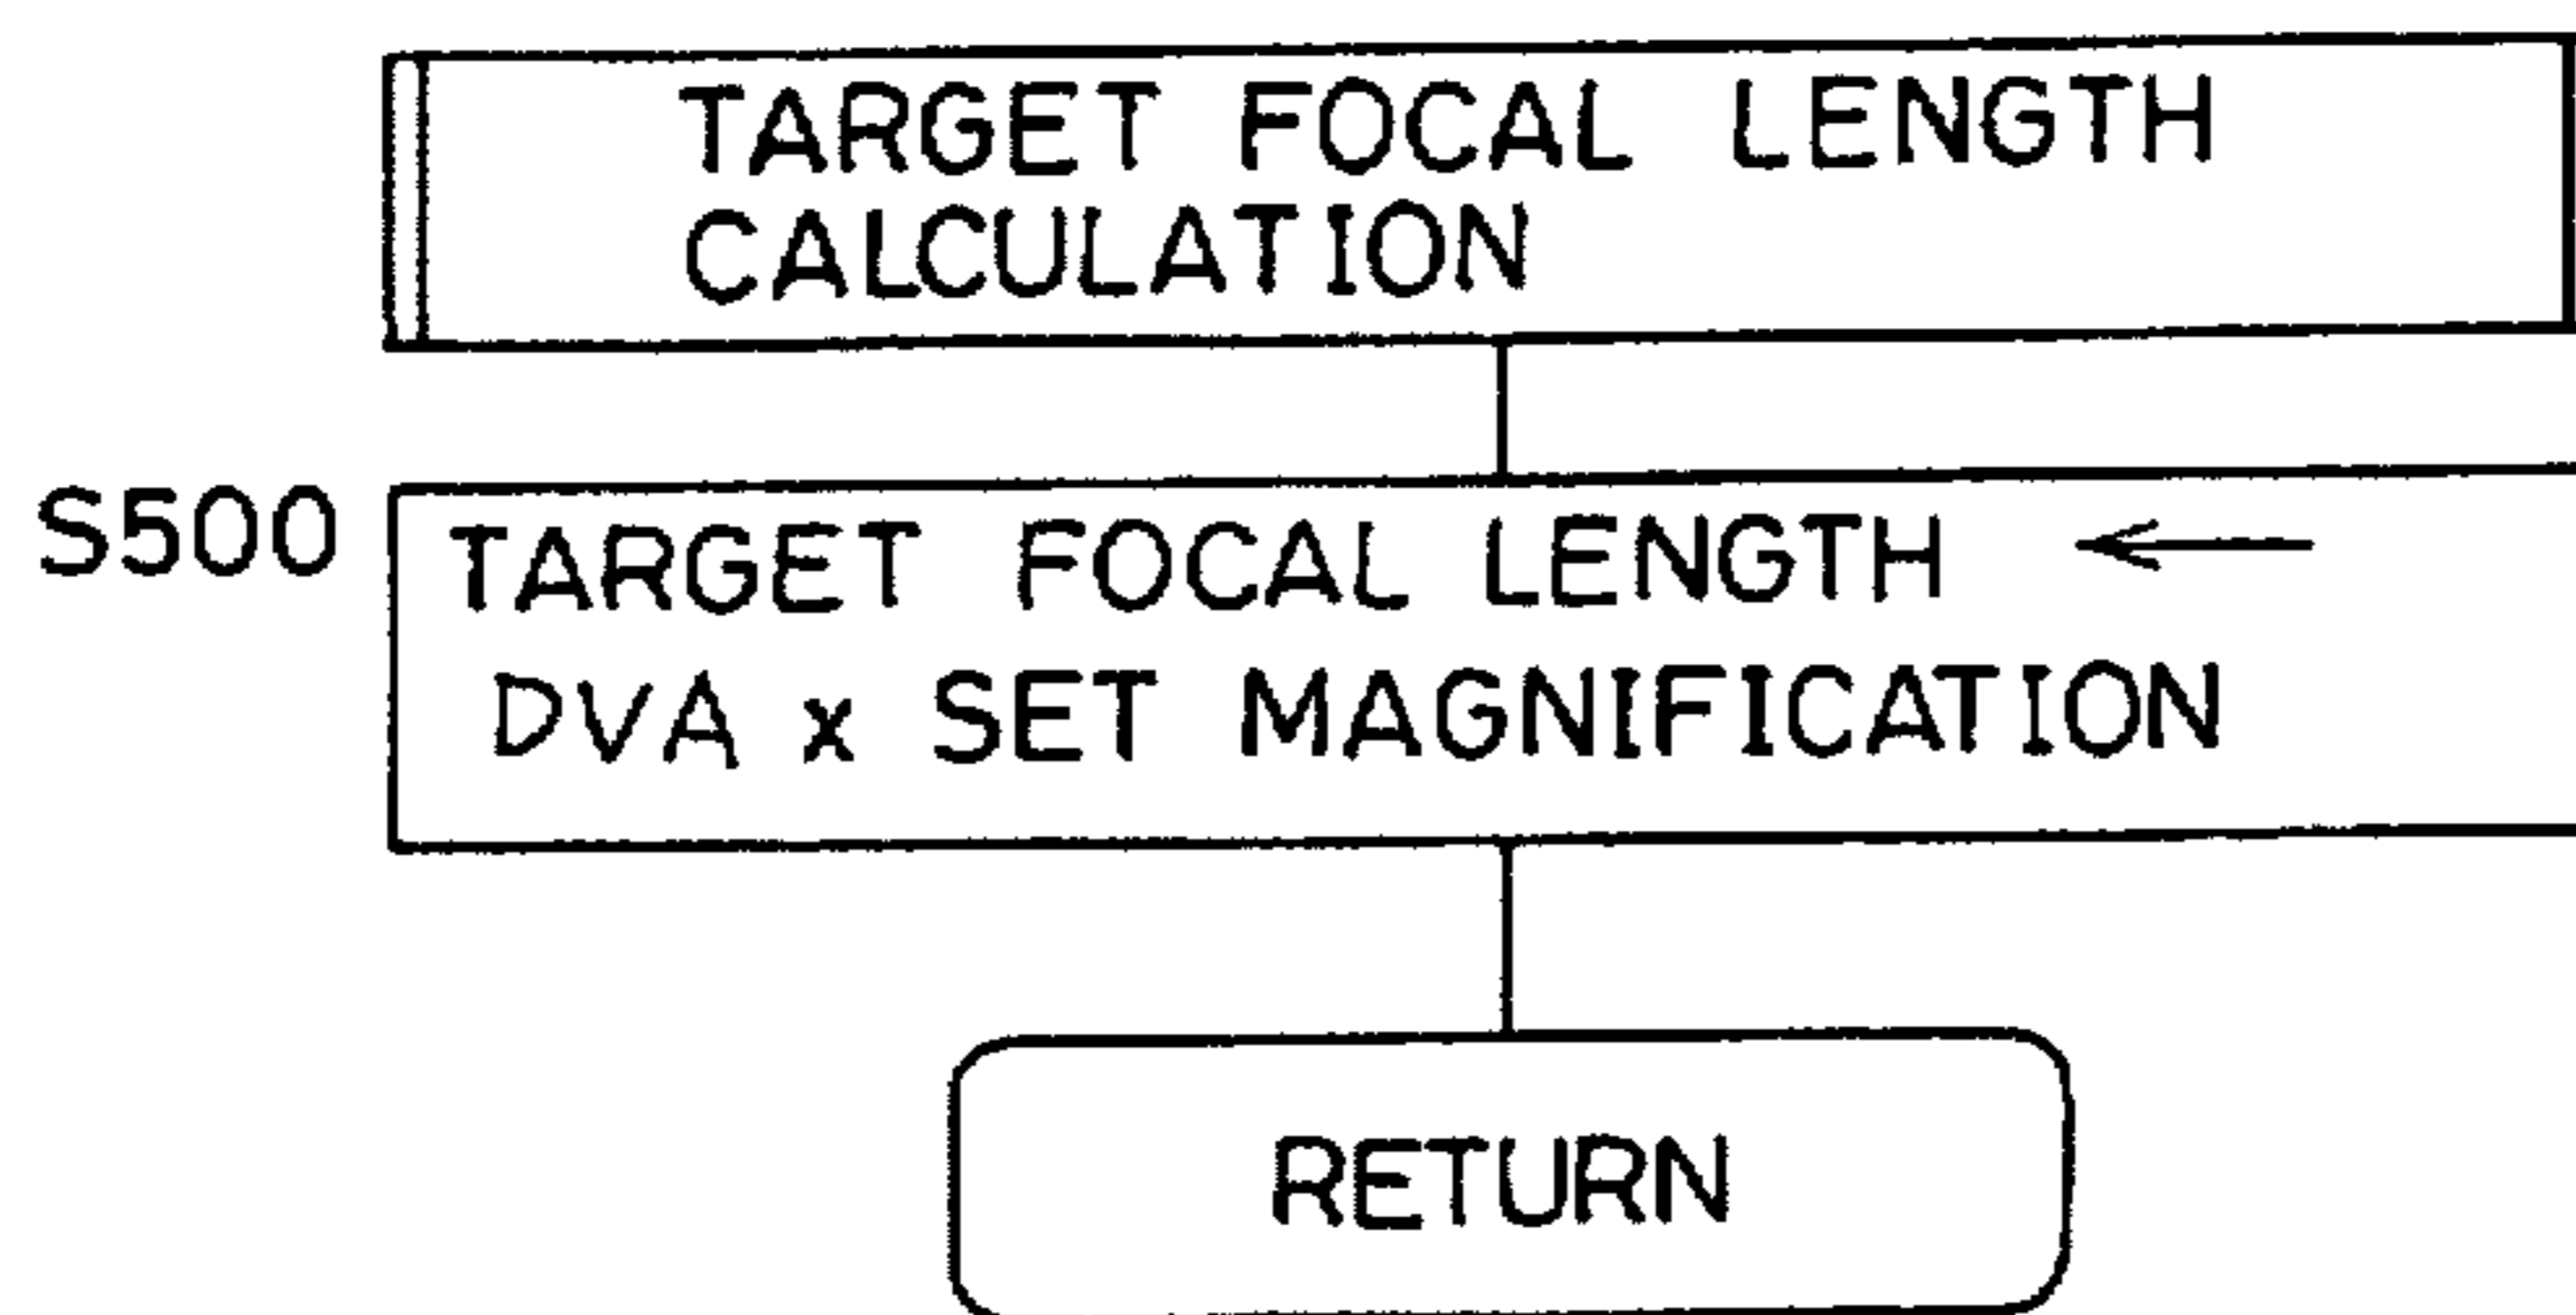 TARGET FOCAL LENGTH
CALCULATION
S500
TARGET FOCAL LENGTH ←
DVA x SET MAGNIFICATION
RETURN